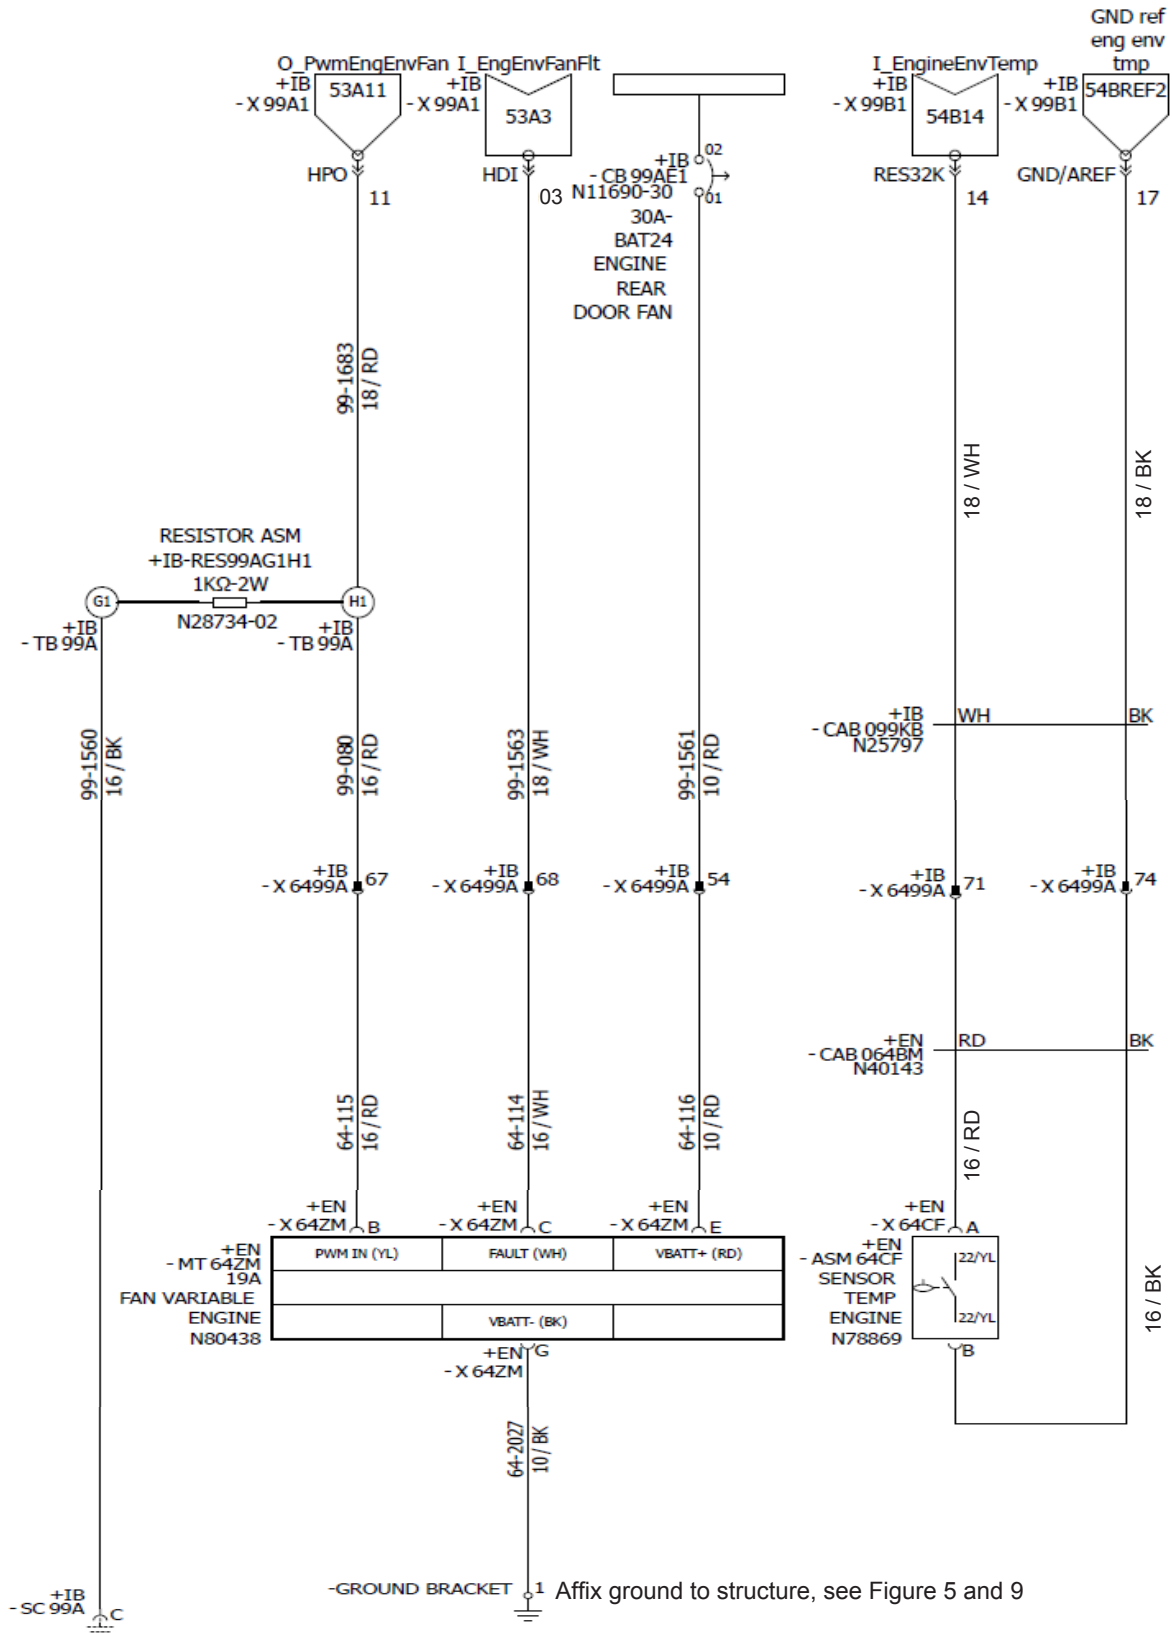 GND ref
eng env
tmp
O_PwmEngEnvFan
I_EngEnvFanFlt
I_EngineEnvTemp
+IB
- X 99A1
53A11
+IB
- X 99A1
53A3
+IB
- X 99B1
54B14
+IB
- X 99B1
54BREF2
HPO
11
HDI
03
+IB
- CB 99AE1
N11690-30
30A-
BAT24
ENGINE
REAR
DOOR FAN
02
01
RES32K
14
GND/AREF
17
99-1683
18 / RD
18 / WH
18 / BK
RESISTOR ASM
+IB-RES99AG1H1
1KΩ-2W
G1
H1
N28734-02
+IB
- TB 99A
+IB
- TB 99A
99-1560
16 / BK
99-080
16 / RD
99-1563
18 / WH
99-1561
10 / RD
+IB
- CAB 099KB
N25797
WH
BK
+IB
- X 6499A
67
+IB
- X 6499A
68
+IB
- X 6499A
54
+IB
- X 6499A
71
+IB
- X 6499A
74
+EN
- CAB 064BM
N40143
RD
BK
64-115
16 / RD
64-114
16 / WH
64-116
10 / RD
16 / RD
+EN
- X 64ZM
B
+EN
- X 64ZM
C
+EN
- X 64ZM
E
+EN
- X 64CF
A
+EN
- MT 64ZM
19A
FAN VARIABLE
ENGINE
N80438
PWM IN (YL)
FAULT (WH)
VBATT+ (RD)
VBATT- (BK)
+EN
- ASM 64CF
SENSOR
TEMP
ENGINE
N78869
22/YL
22/YL
B
16 / BK
+EN
- X 64ZM
G
64-2027
10 / BK
-GROUND BRACKET
1
Affix ground to structure, see Figure 5 and 9
+IB
- SC 99A
C